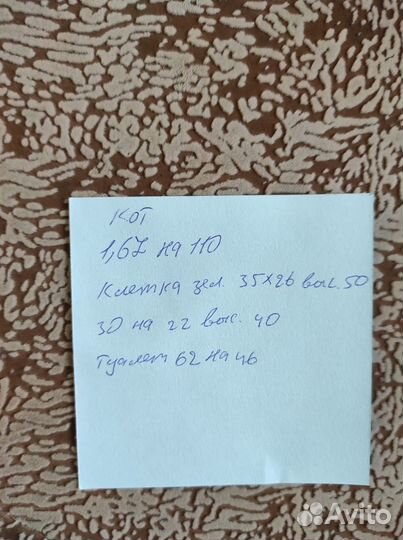 кот
1,67 на 110
Клетка зел. 35х26 выс. 50
30 на 22 выс. 40
Туалет 62 на 46
Avito